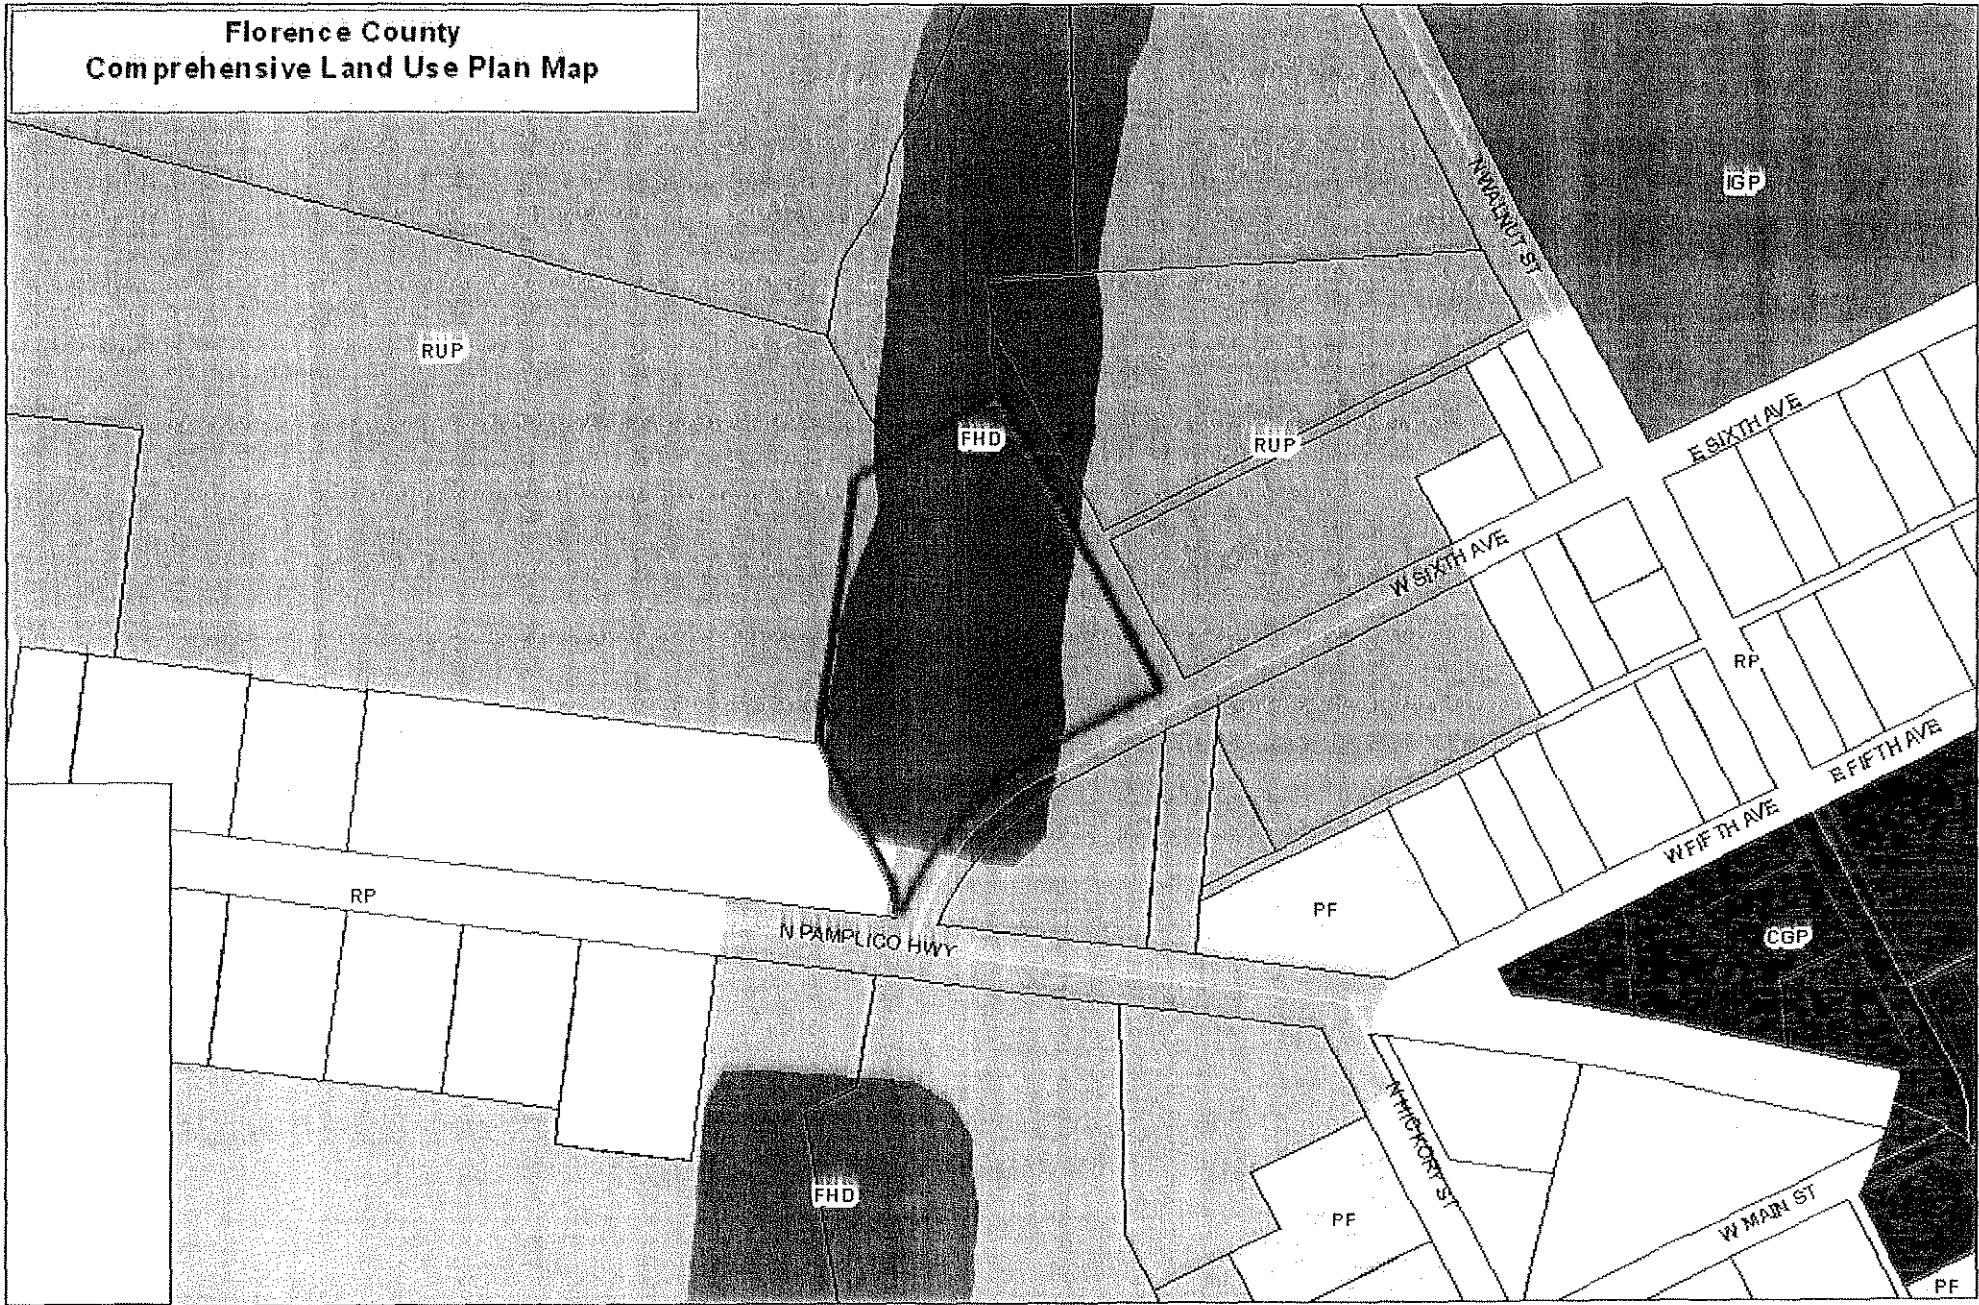 Florence County
Comprehensive Land Use Plan Map
IGP
N WALNUT ST
RUP
FHD
RUP
E SIXTH AVE
W SIXTH AVE
RP
E FIFTH AVE
W FIFTH AVE
RP
PF
N PAMPLICO HWY
CGP
N HICKORY ST
FHD
PF
W MAIN ST
PF